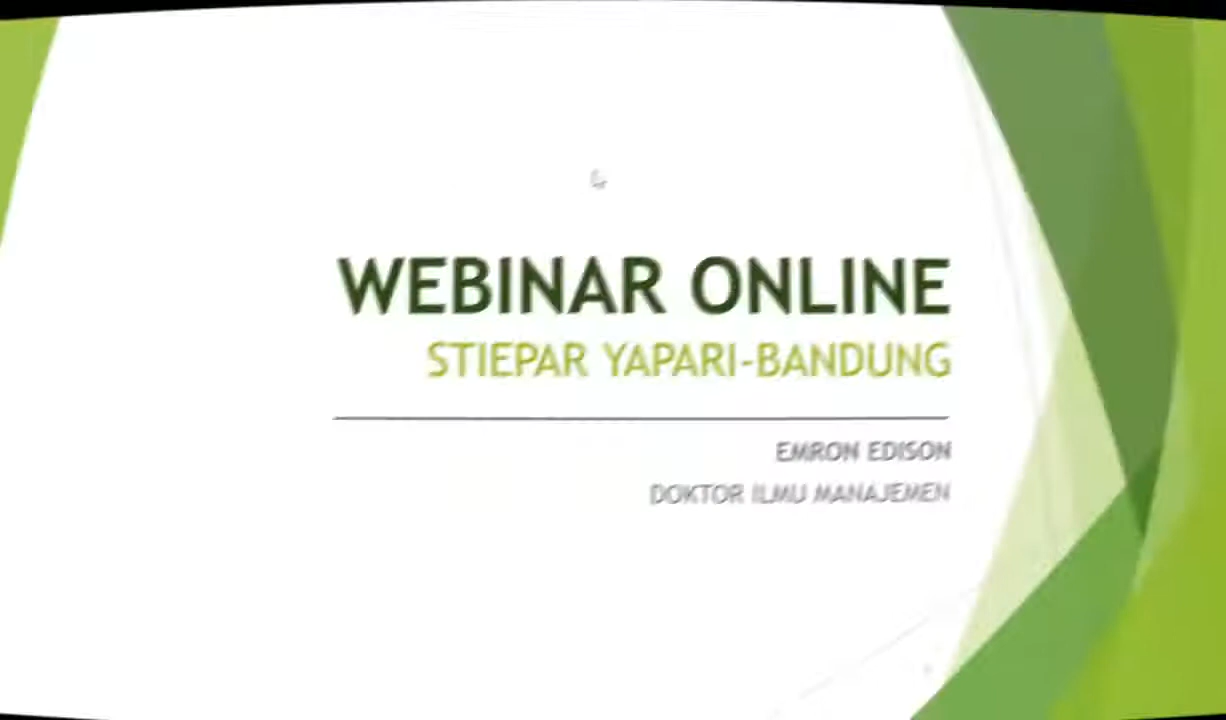 WEBINAR ONLINE
STIEPAR YAPARI-BANDUNG
EMRON EDISON
DOKTOR ILMU MANAJEMEN